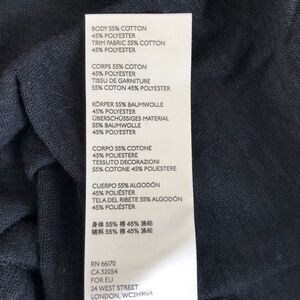 BODY 55% COTTON
45% POLYESTER
TRIM FABRIC 55% COTTON
45% POLYESTER
CORPS 55% COTON
45% POLYESTER
TISSU DE GARNITURE
55% COTON 45% POLYESTER
KÖRPER 55% BAUMWOLLE
45% POLYESTER
ÜBERSCHÜSSIGES MATERIAL
55% BAUMWOLLE
45% POLYESTER
CORPO 55% COTONE
45% POLIESTERE
TESSUTO DECORAZIONI
55% COTONE 45% POLIESTERE
CUERPO 55% ALGODÓN
45% POLIÉSTER
TELA DEL RIBETE 55% ALGODÓN
45% POLIÉSTER
身体 55% 棉 45% 涤纶
辅料 55% 棉 45% 涤纶
RN 66170
CA 32054
FOR EU
24 WEST STREET
LONDON, WC2H9NA